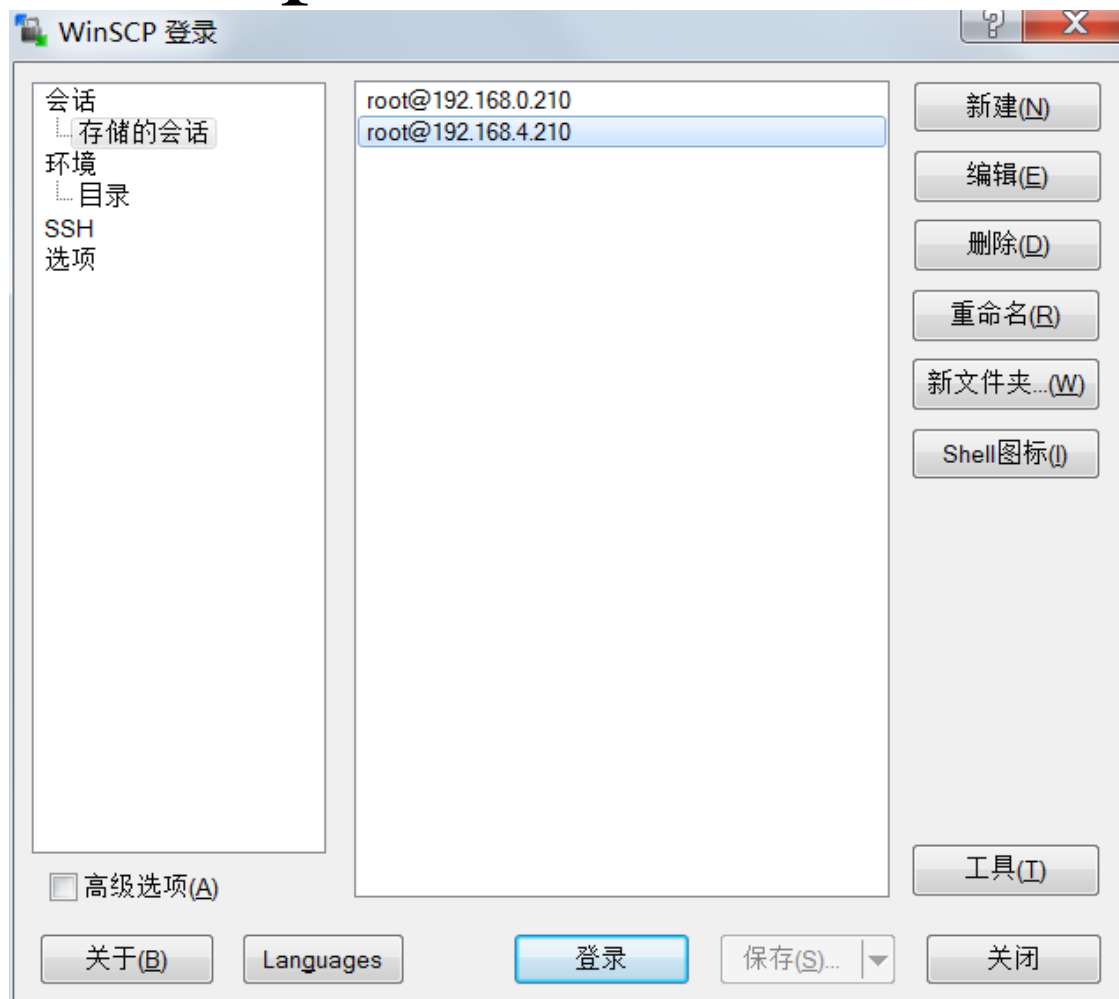 WinSCP 登录
会话
存储的会话
环境
目录
SSH
选项
root@192.168.0.210
root@192.168.4.210
新建(N)
编辑(E)
删除(D)
重命名(R)
新文件夹...(W)
Shell图标(I)
工具(T)
高级选项(A)
关于(B)
Languages
登录
保存(S)...
关闭